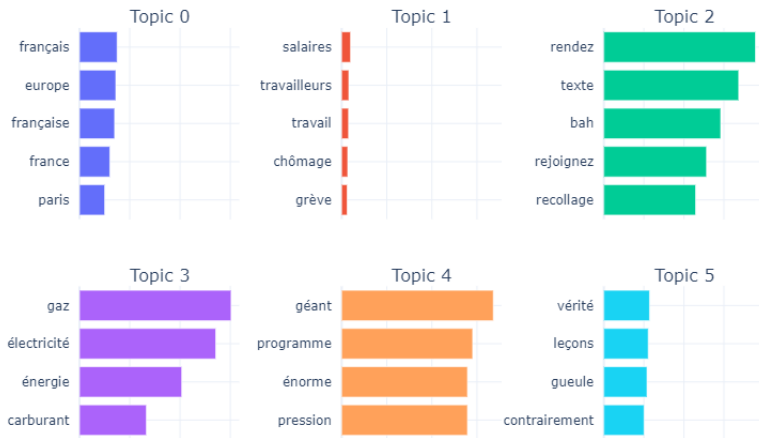 Topic 0
français
europe
française
france
paris
Topic 1
salaires
travailleurs
travail
chômage
grève
Topic 2
rendez
texte
bah
rejoignez
recollage
Topic 3
gaz
électricité
énergie
carburant
Topic 4
géant
programme
énorme
pression
Topic 5
vérité
leçons
gueule
contrairement